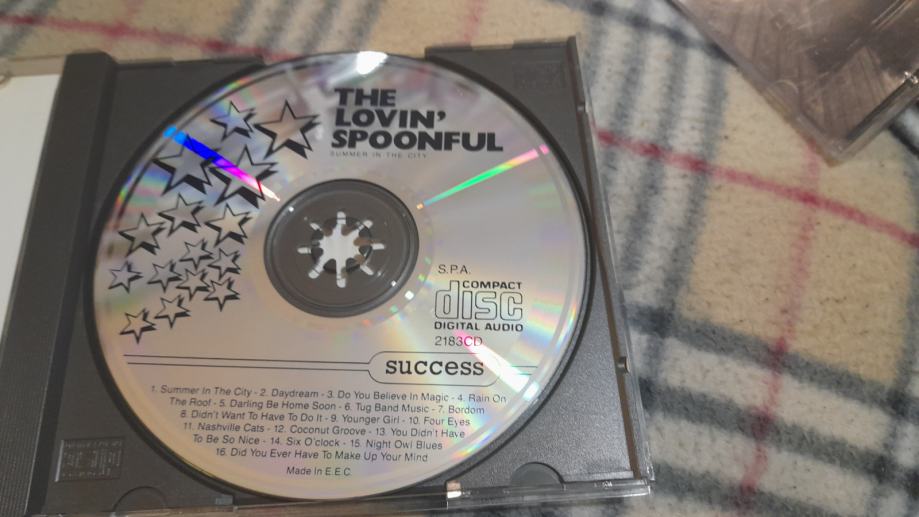 THE
LOVIN'
SPOONFUL
SUMMER IN THE CITY
S.P.A.
COMPACT
disc
DIGITAL AUDIO
2183CD
success
1. Summer In The City - 2. Daydream - 3. Do You Believe In Magic - 4. Rain On
The Roof - 5. Darling Be Home Soon - 6. Tug Band Music - 7. Bordom
8. Didn't Want To Have To Do It - 9. Younger Girl - 10. Four Eyes
11. Nashville Cats - 12. Coconut Groove - 13. You Didn't Have
To Be So Nice - 14. Six O'clock - 15. Night Owl Blues
16. Did You Ever Have To Make Up Your Mind
Made In E.E.C.